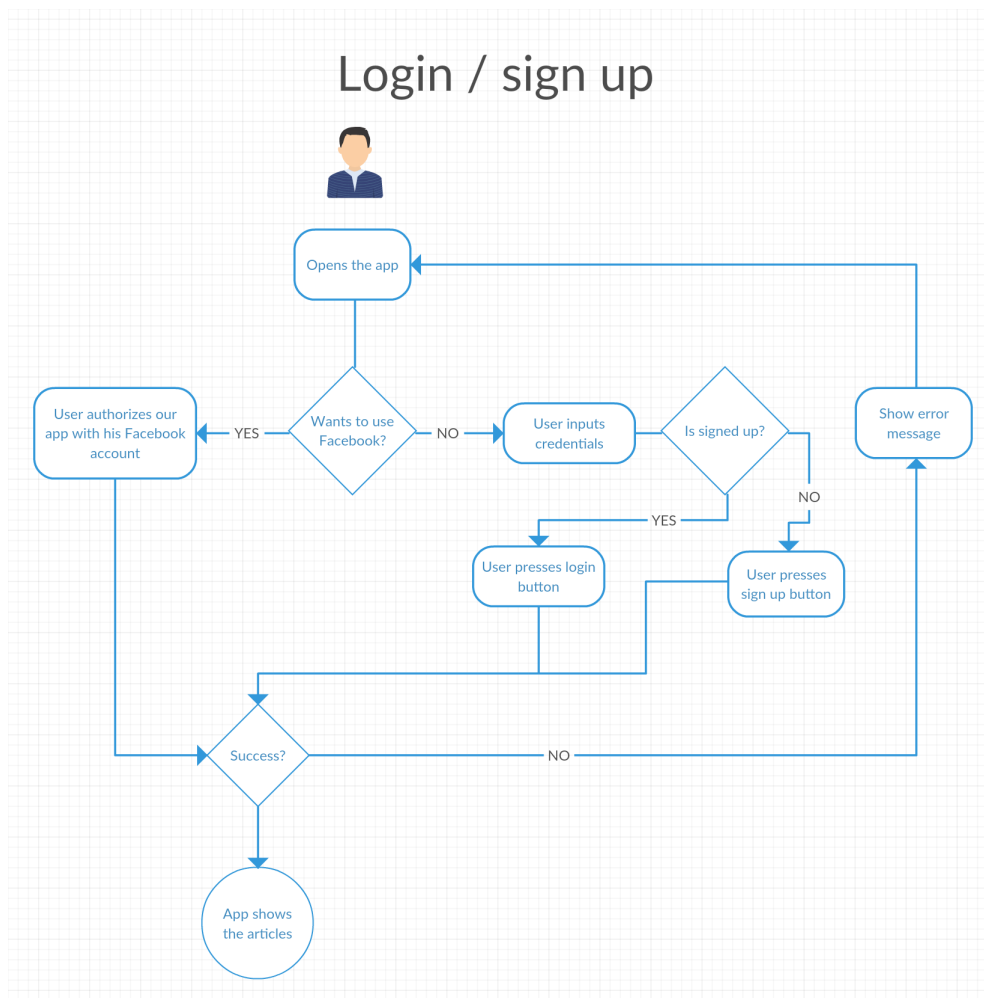 Login / sign up
Opens the app
User authorizes our
app with his Facebook
account
YES
Wants to use
Facebook?
NO
User inputs
credentials
Is signed up?
Show error
message
NO
YES
User presses login
button
User presses
sign up button
Success?
NO
App shows
the articles